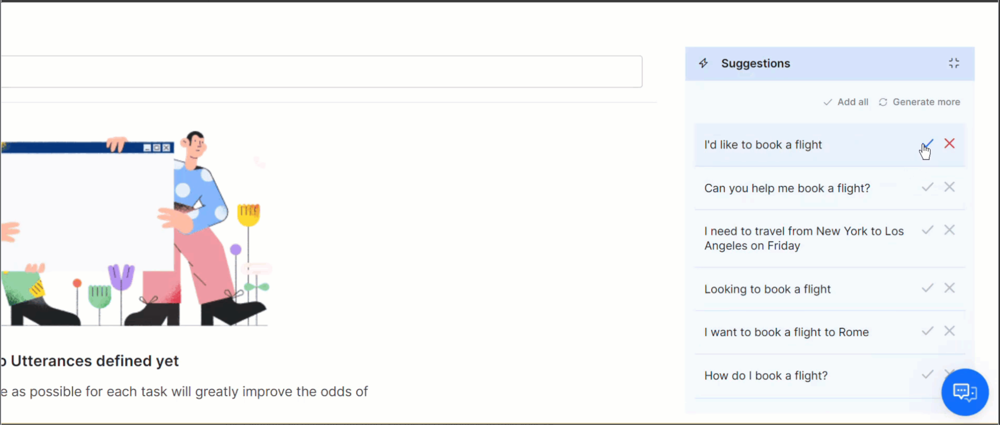 Suggestions
Add all Generate more
I'd like to book a flight
Can you help me book a flight?
I need to travel from New York to Los
Angeles on Friday
Looking to book a flight
I want to book a flight to Rome
How do I book a flight?
Utterances defined yet
as possible for each task will greatly improve the odds of